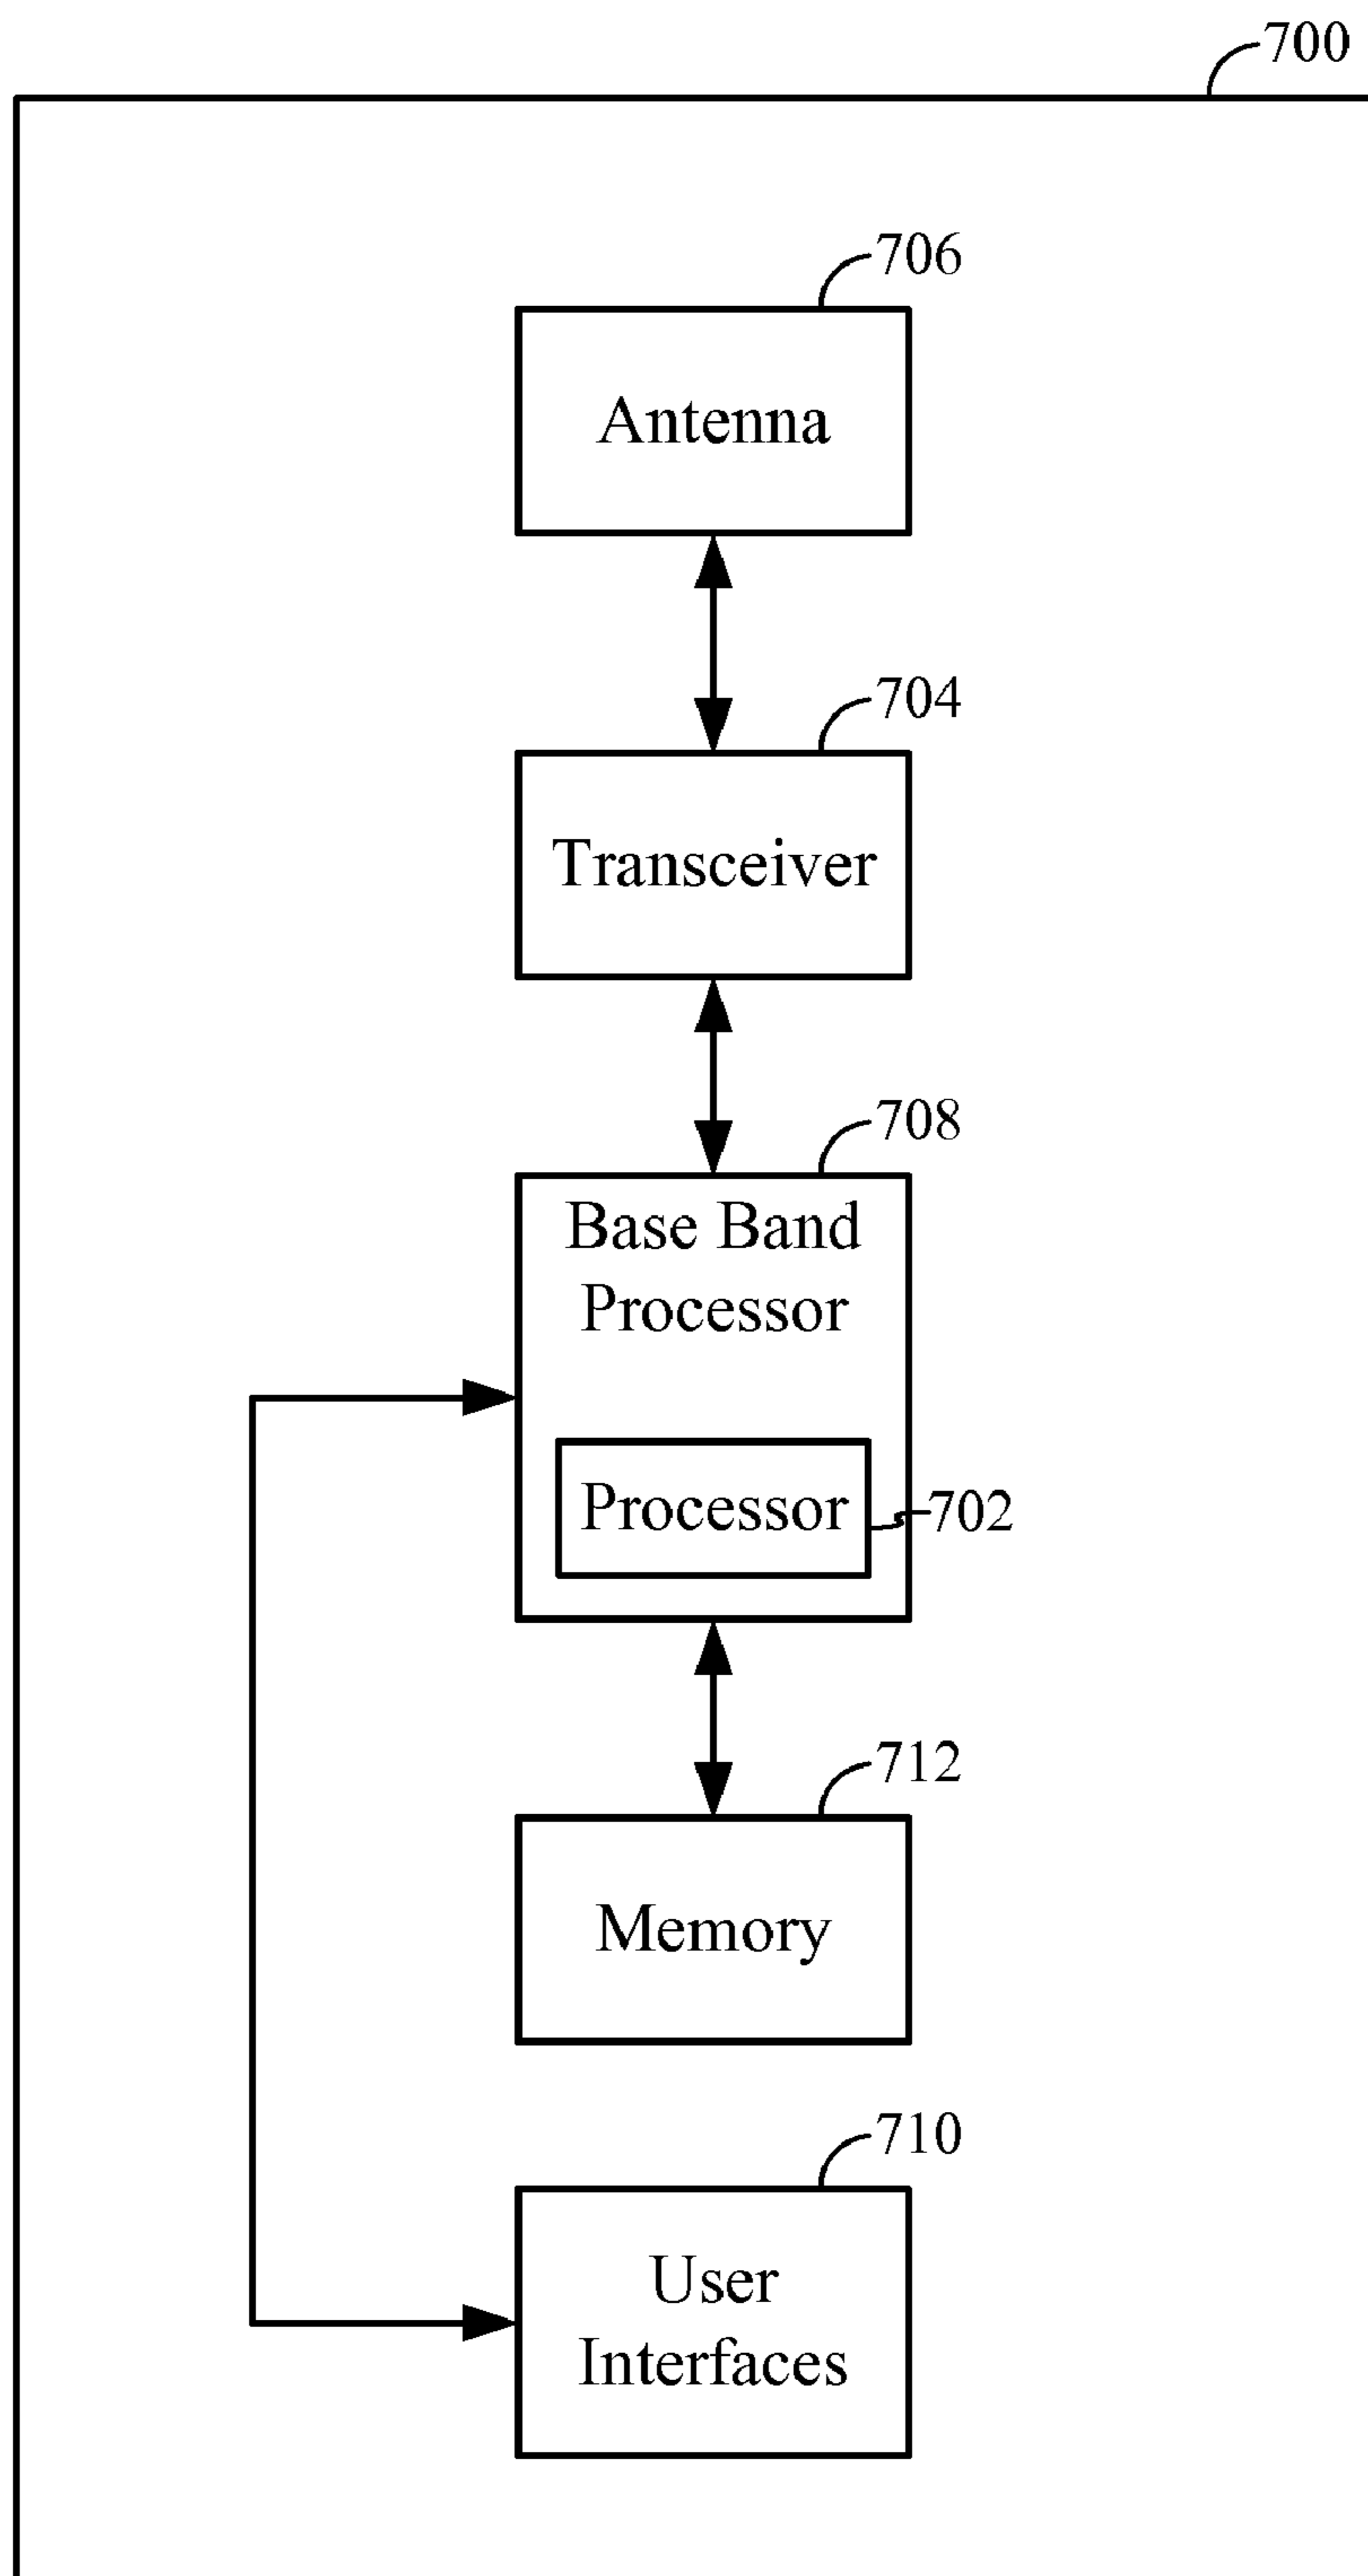 700
706
Antenna
704
Transceiver
708
Base Band
Processor
Processor
702
712
Memory
710
User
Interfaces